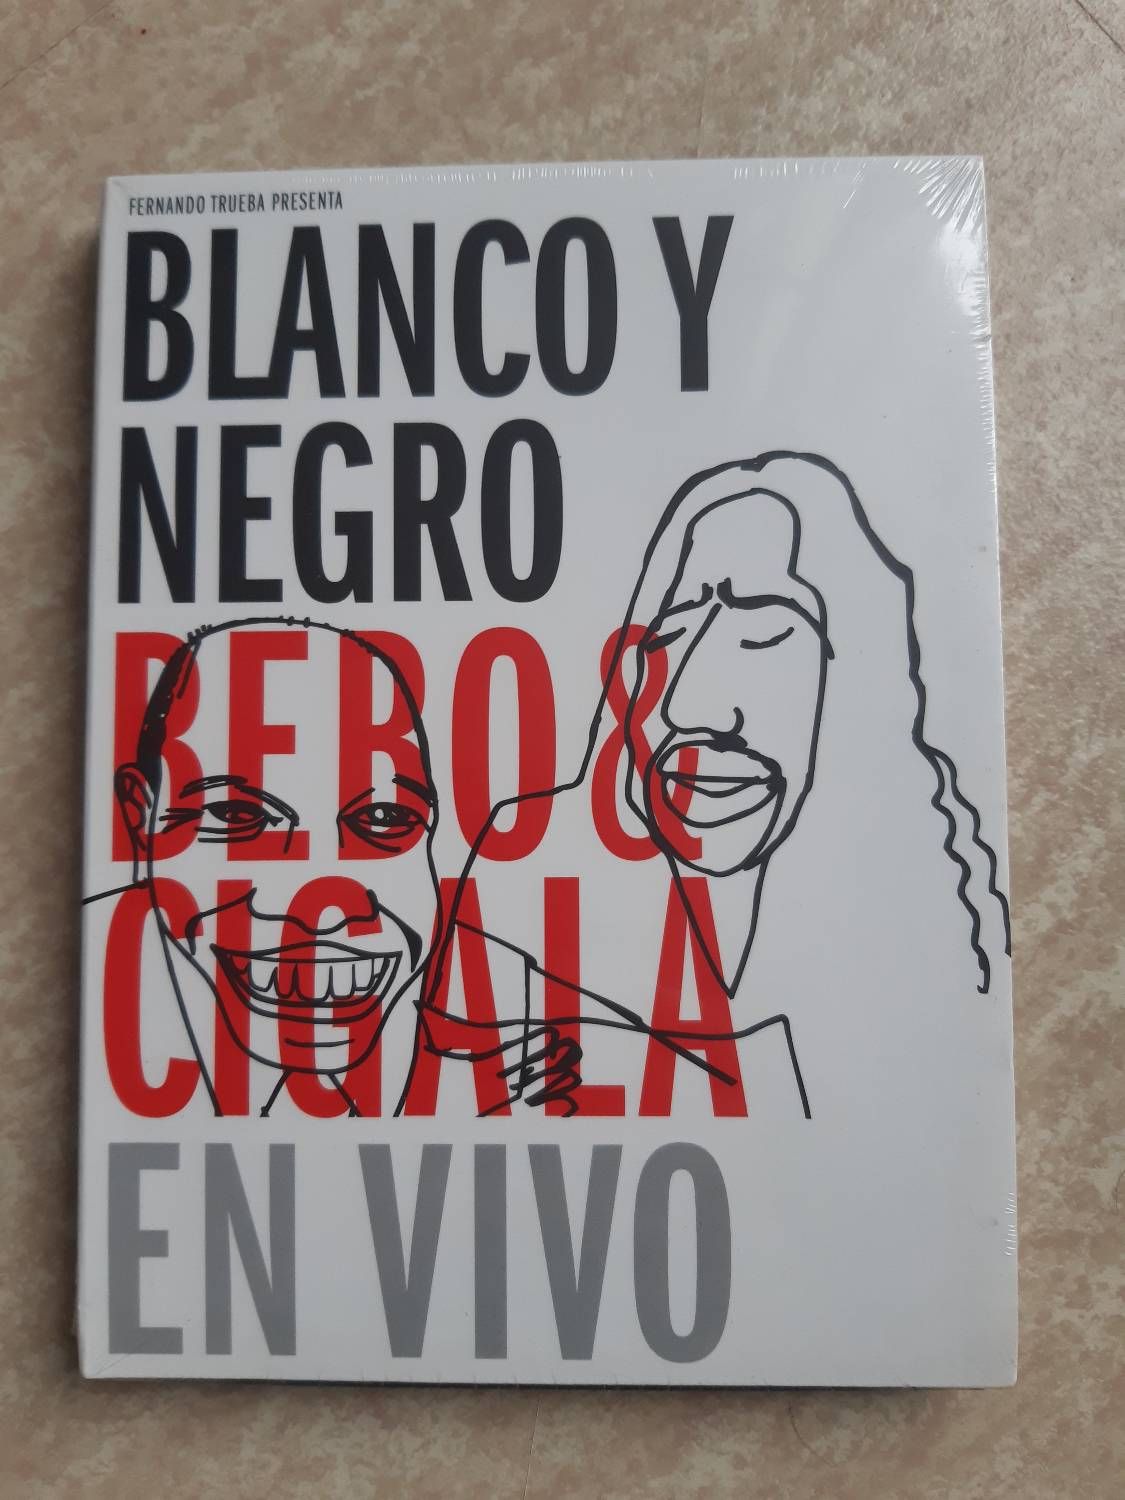 FERNANDO TRUEBA PRESENTA
BLANCO Y
NEGRO
BEBO &
CIGALA
EN VIVO